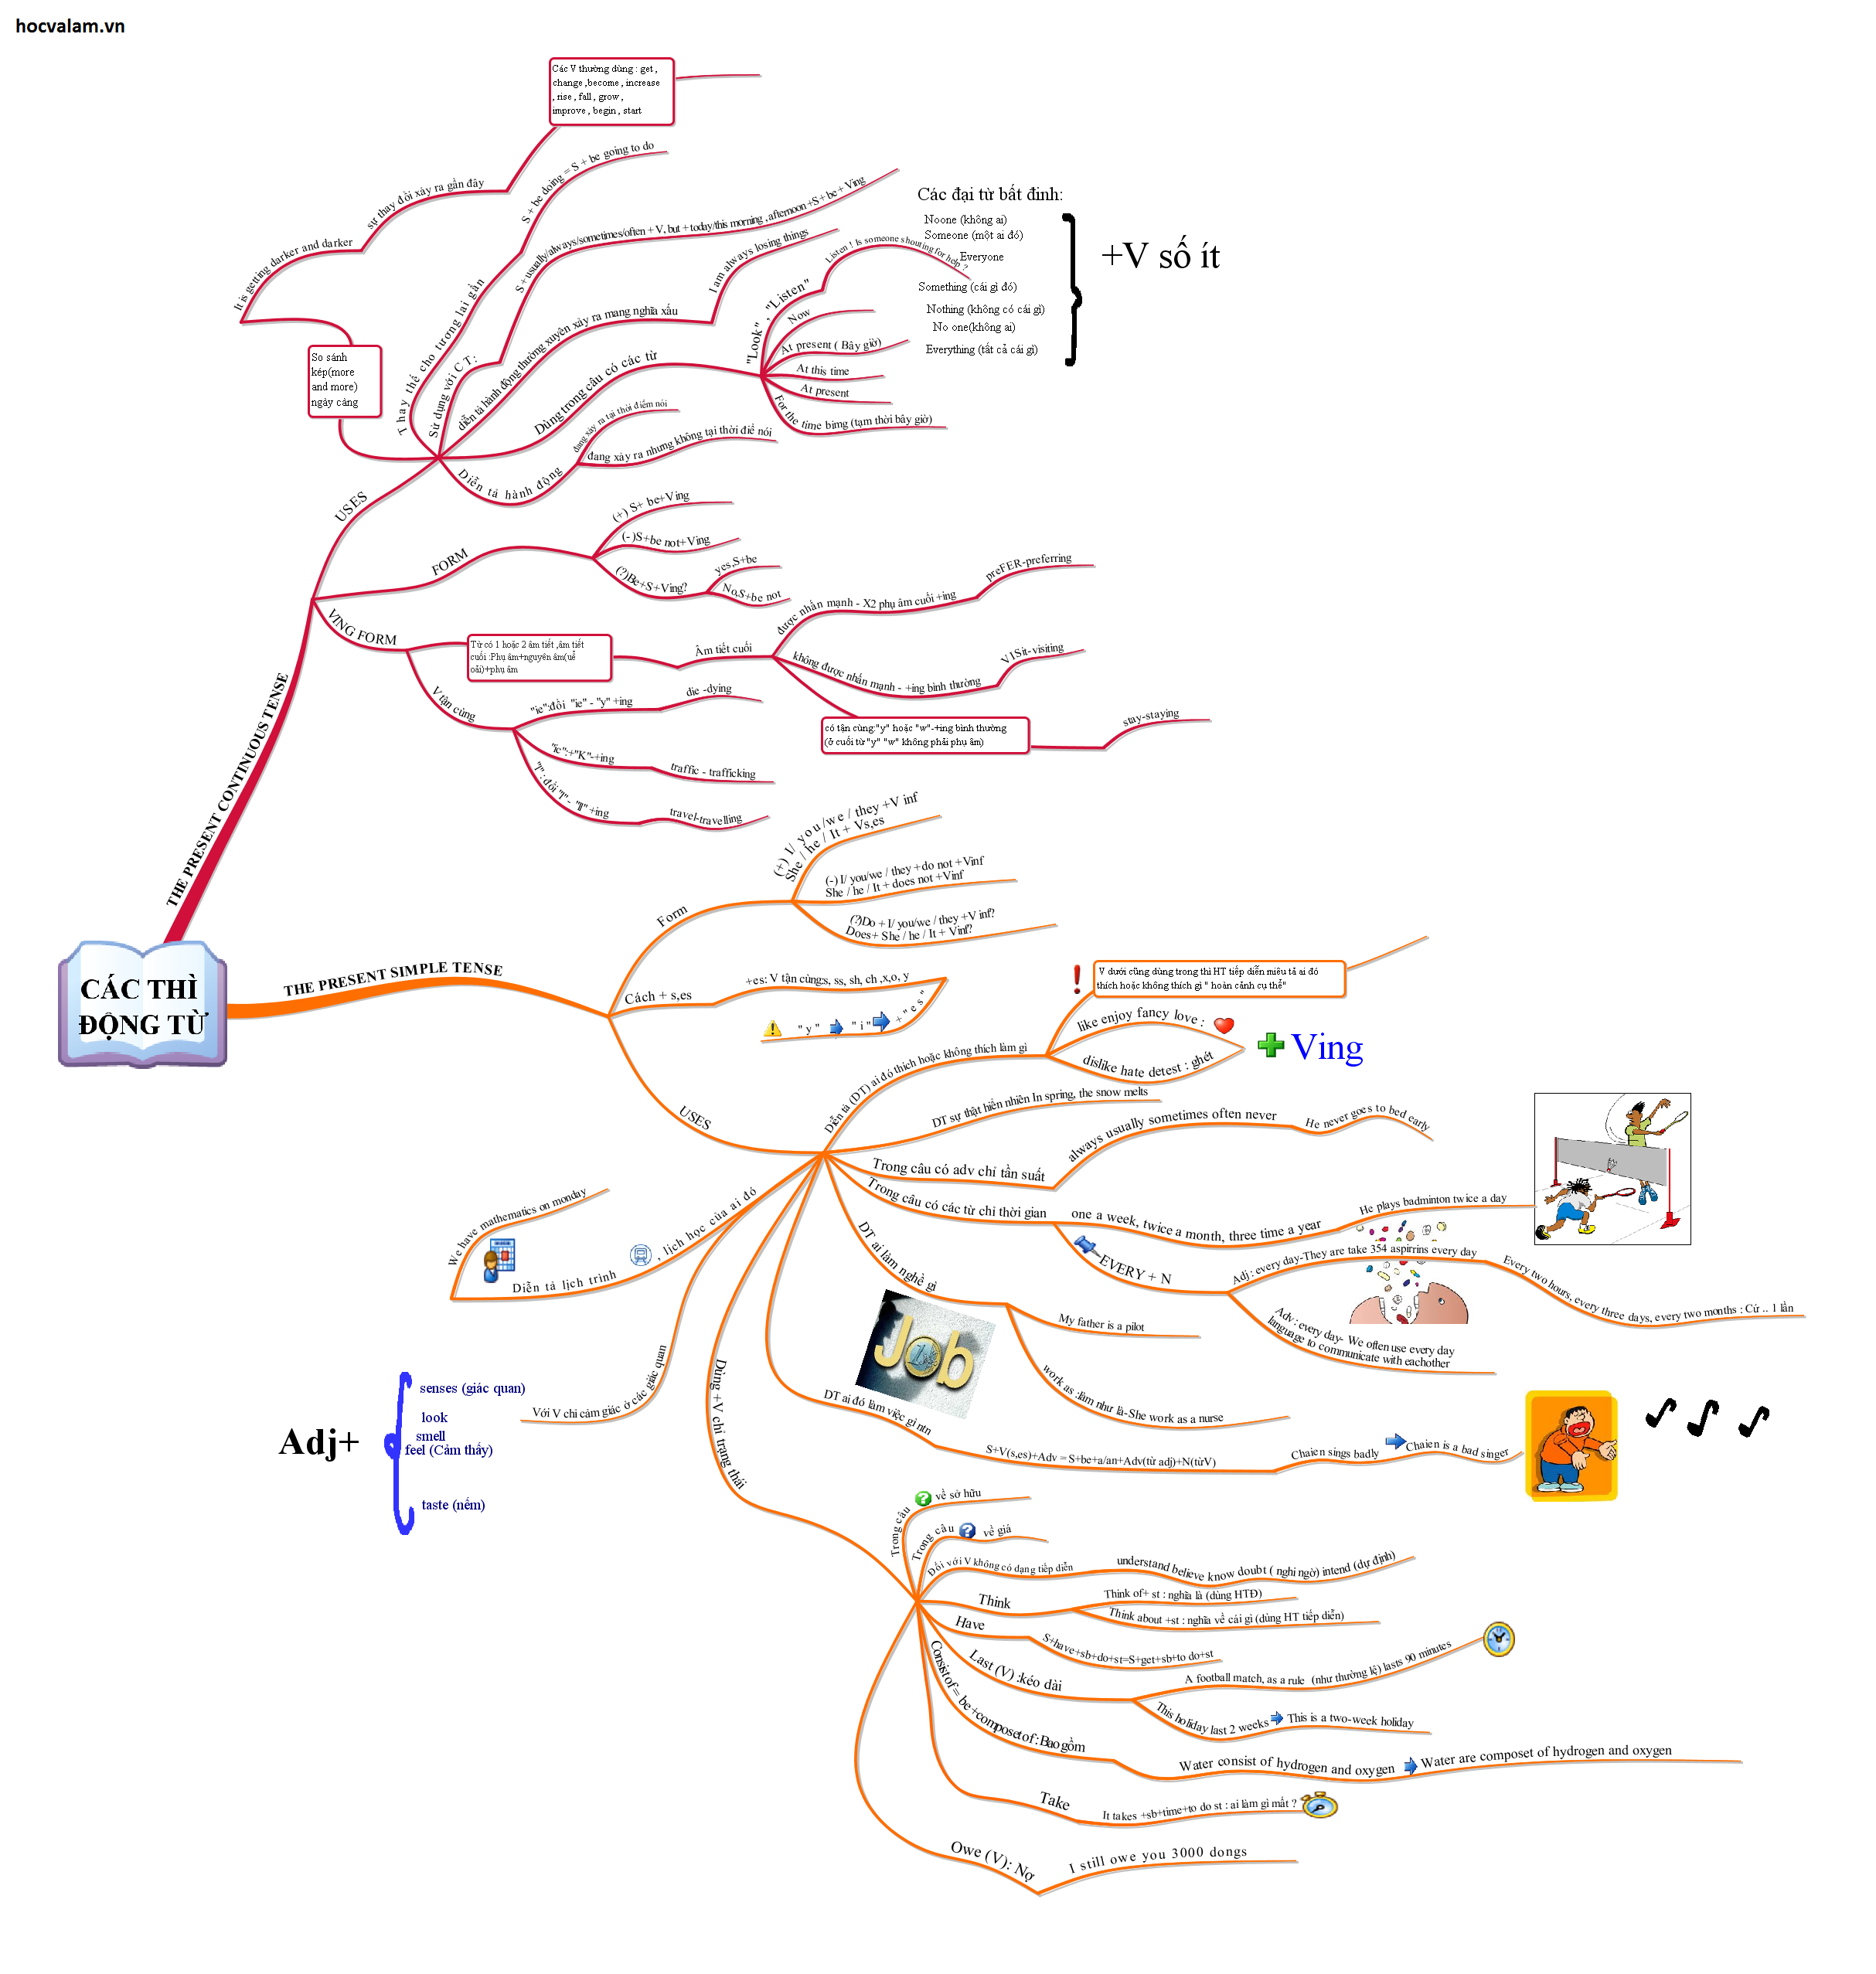 hocvalam.vn
Các V thường dùng : get ,
change ,become , increase
, rise , fall , grow ,
improve , begin , start
sự thay đổi xảy ra gần đây
It is getting darker and darker
So sánh
kép(more
and more)
ngày càng
S + be doing = S + be going to do
Thay thế cho tương lai gần
S+usually/always/sometimes/often + V, but + today/this morning ,afternoon +S + be + Ving
Sử dụng với CT:
I am always losing things
diễn tả hành động thường xuyên xảy ra mang nghĩa xấu
Dùng trong câu có các từ
"Look" , "Listen"
Listen ! Is someone shouting for help ?
Now
At present ( Bây giờ)
At this time
At present
For the time bimg (tạm thời bây giờ)
Diễn tả hành động
đang xảy ra tại thời điểm nói
đang xảy ra nhưng không tại thời điể nói
Các đại từ bất định:
Noone (không ai)
Someone (một ai đó)
Everyone
Something (cái gì đó)
Nothing (không có cái gì)
No one(không ai)
Everything (tất cả cái gì)
+V số ít
USES
FORM
(+) S+ be+Ving
(-)S+be not+Ving
(?)Be+S+Ving?
yes,S+be
No,S+be not
VING FORM
Từ có 1 hoặc 2 âm tiết ,âm tiết
cuối :Phụ âm+nguyên âm(uể
oải)+phụ âm
Âm tiết cuối
được nhấn mạnh - X2 phụ âm cuối +ing
preFER-preferring
không được nhấn mạnh - +ing bình thường
VISit-visiting
có tận cùng:"y" hoặc "w"-+ing bình thường
(ở cuối từ "y" "w" không phải phụ âm)
stay-staying
V tận cùng
"ie":đổi "ie" - "y" +ing
die -dying
"ic":+"K"-+ing
traffic - trafficking
"l" : đổi "l" - "ll" +ing
travel-travelling
THE PRESENT CONTINUOUS TENSE
CÁC THÌ
ĐỘNG TỪ
THE PRESENT SIMPLE TENSE
Form
(+) I/ you/we / they +V inf
She / he / It + Vs,es
(-) I/ you/we / they +do not +Vinf
She / he / It + does not +Vinf
(?)Do + I/ you/we / they +V inf?
Does+ She / he / It + Vinf?
Cách + s,es
+es: V tận cùng:s, ss, sh, ch ,x,o, y
"y" "i" + "es"
USES
Diễn tả (DT) ai đó thích hoặc không thích làm gì
V dưới cũng dùng trong thì HT tiếp diễn miêu tả ai đó
thích hoặc không thích gì " hoàn cảnh cụ thể"
like enjoy fancy love :
dislike hate detest : ghét
Ving
DT sự thật hiển nhiên In spring, the snow melts
Trong câu có adv chỉ tần suất
always usually sometimes often never
He never goes to bed early
Trong câu có các từ chỉ thời gian
one a week, twice a month, three time a year
He plays badminton twice a day
EVERY + N
Adj : every day-They are take 354 aspirrins every day
Every two hours, every three days, every two months : Cứ .. 1 lần
Adv : every day- We often use every day
language to communicate with eachother
DT ai làm nghề gì
My father is a pilot
work as :làm như là-She work as a nurse
Job
DT ai đó làm việc gì ntn
S+V(s,es)+Adv = S+be+a/an+Adv(từ adj)+N(từV)
Chaien sings badly
Chaien is a bad singer
Diễn tả lịch trình , lịch học của ai đó
We have mathematics on monday
Với V chỉ cảm giác ở các giác quan
Adj+
senses (giác quan)
look
smell
feel (Cảm thấy)
taste (nếm)
Dùng +V chỉ trạng thái
Trong câu về sở hữu
Trong câu về giá
Đối với V không có dạng tiếp diễn
understand believe know doubt ( nghi ngờ) intend (dự định)
Think
Think of+ st : nghĩa là (dùng HTĐ)
Think about +st : nghĩa về cái gì (dùng HT tiếp diễn)
Have
S+have+sb+do+st=S+get+sb+to do+st
Last (V) :kéo dài
A football match, as a rule (như thường lệ) lasts 90 minutes
This holiday last 2 weeks This is a two-week holiday
Consist of = be +compose t of : Bao gồm
Water consist of hydrogen and oxygen Water are composet of hydrogen and oxygen
Take
It takes +sb+time+to do st : ai làm gì mất ?
Owe (V): Nợ
I still owe you 3000 dongs